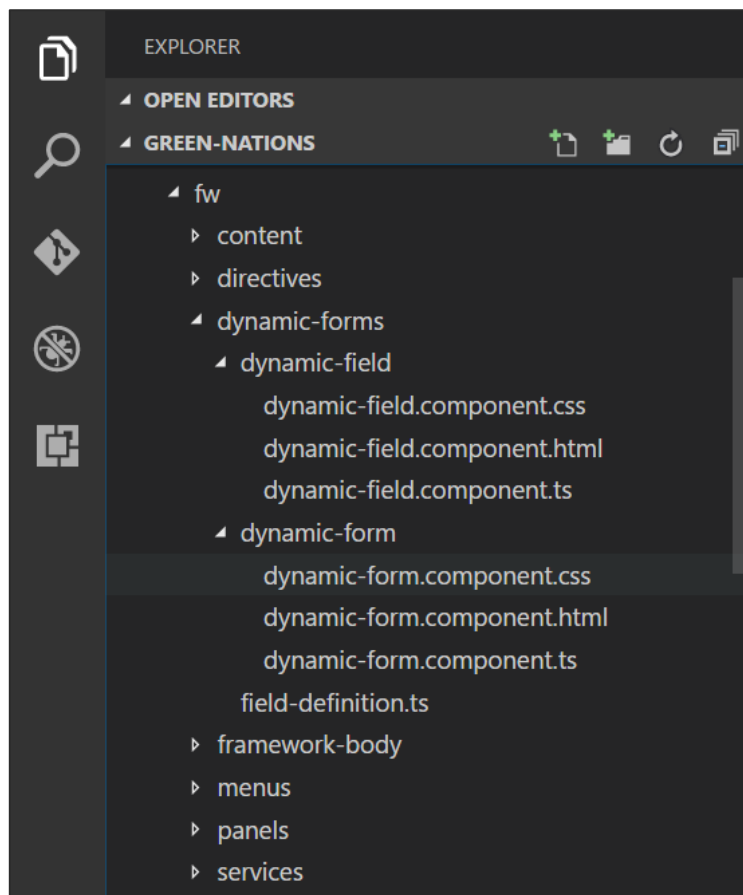 EXPLORER
OPEN EDITORS
GREEN-NATIONS
fw
content
directives
dynamic-forms
dynamic-field
dynamic-field.component.css
dynamic-field.component.html
dynamic-field.component.ts
dynamic-form
dynamic-form.component.css
dynamic-form.component.html
dynamic-form.component.ts
field-definition.ts
framework-body
menus
panels
services